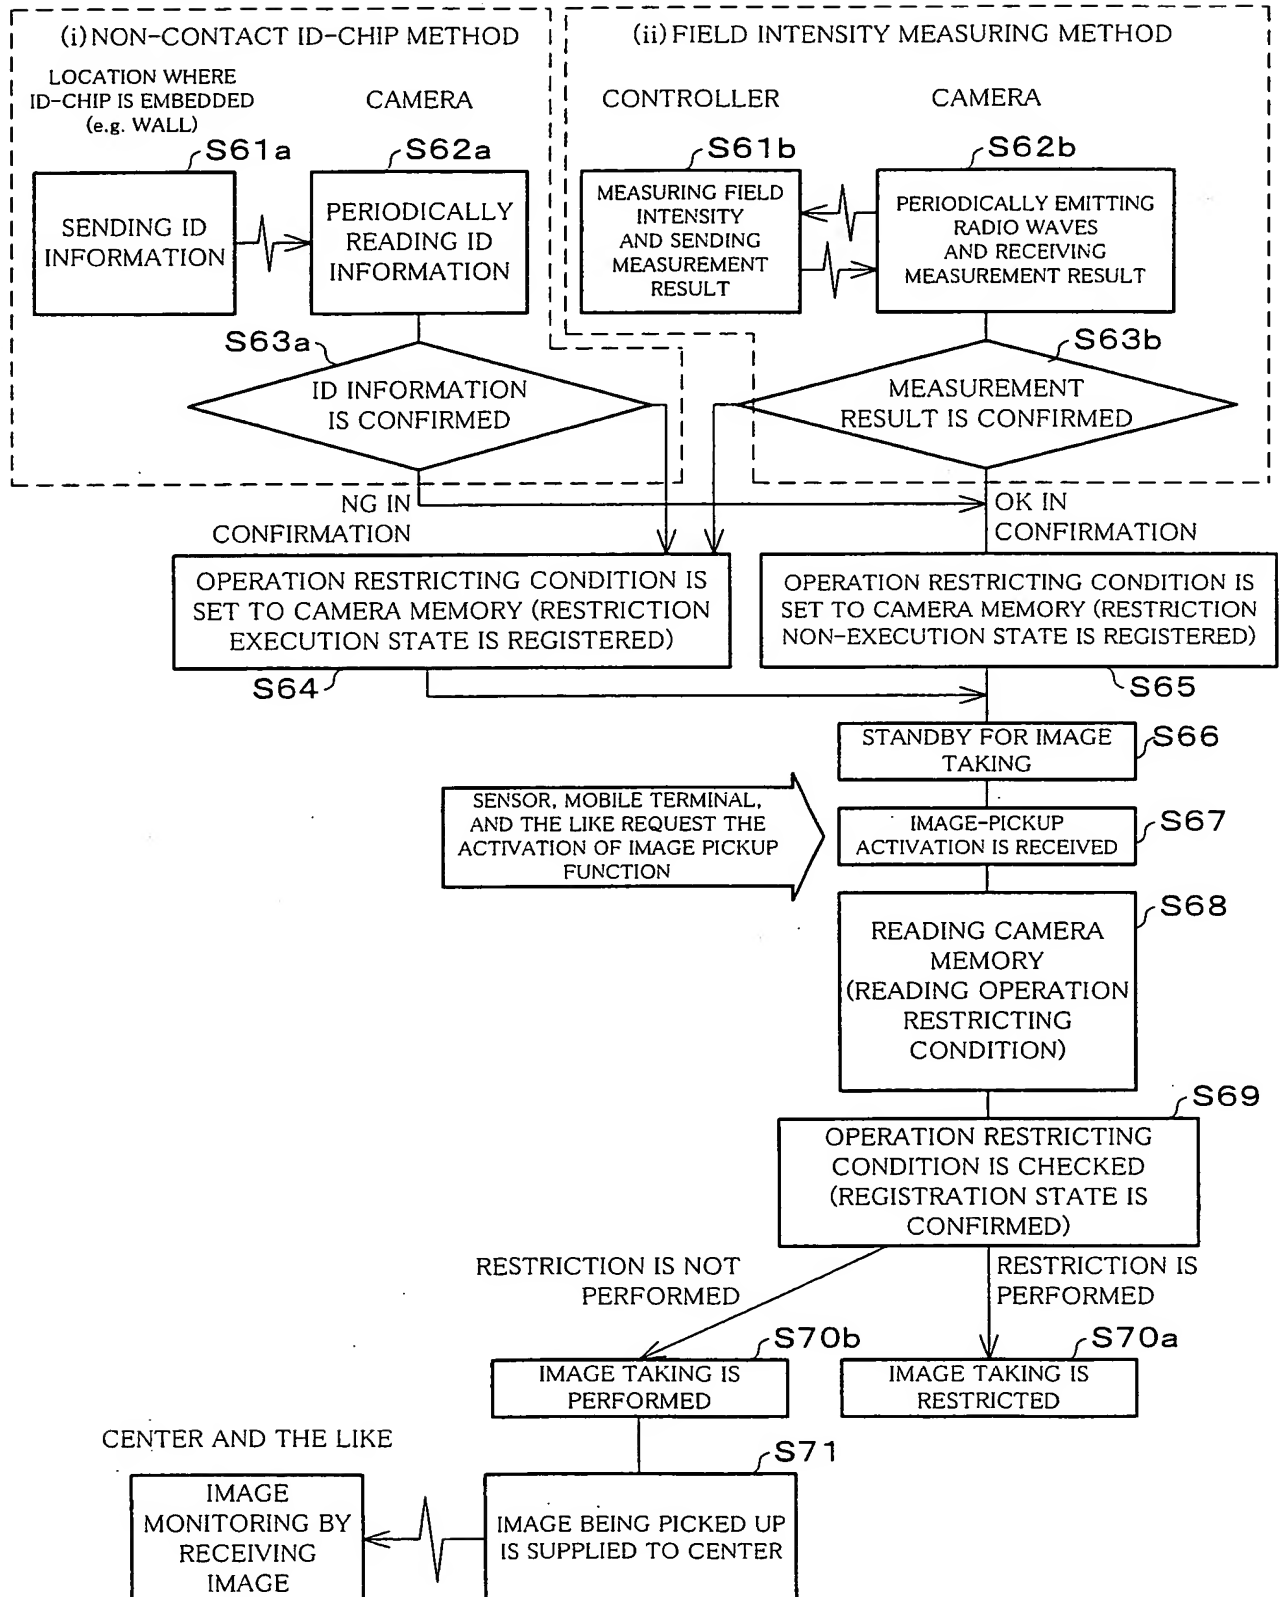 (i) NON-CONTACT ID-CHIP METHOD
LOCATION WHERE
ID-CHIP IS EMBEDDED
(e.g. WALL)
CAMERA
S61a
S62a
SENDING ID
INFORMATION
PERIODICALLY
READING ID
INFORMATION
S63a
ID INFORMATION
IS CONFIRMED
(ii) FIELD INTENSITY MEASURING METHOD
CONTROLLER
CAMERA
S61b
S62b
MEASURING FIELD
INTENSITY
AND SENDING
MEASUREMENT
RESULT
PERIODICALLY EMITTING
RADIO WAVES
AND RECEIVING
MEASUREMENT RESULT
S63b
MEASUREMENT
RESULT IS CONFIRMED
NG IN
CONFIRMATION
OK IN
CONFIRMATION
OPERATION RESTRICTING CONDITION IS
SET TO CAMERA MEMORY (RESTRICTION
EXECUTION STATE IS REGISTERED)
S64
OPERATION RESTRICTING CONDITION IS
SET TO CAMERA MEMORY (RESTRICTION
NON-EXECUTION STATE IS REGISTERED)
S65
STANDBY FOR IMAGE
TAKING
S66
SENSOR, MOBILE TERMINAL,
AND THE LIKE REQUEST THE
ACTIVATION OF IMAGE PICKUP
FUNCTION
IMAGE-PICKUP
ACTIVATION IS RECEIVED
S67
S68
READING CAMERA
MEMORY
(READING OPERATION
RESTRICTING
CONDITION)
S69
OPERATION RESTRICTING
CONDITION IS CHECKED
(REGISTRATION STATE IS
CONFIRMED)
RESTRICTION IS NOT
PERFORMED
RESTRICTION IS
PERFORMED
S70b
IMAGE TAKING IS
PERFORMED
S70a
IMAGE TAKING IS
RESTRICTED
CENTER AND THE LIKE
S71
IMAGE
MONITORING BY
RECEIVING
IMAGE
IMAGE BEING PICKED UP
IS SUPPLIED TO CENTER